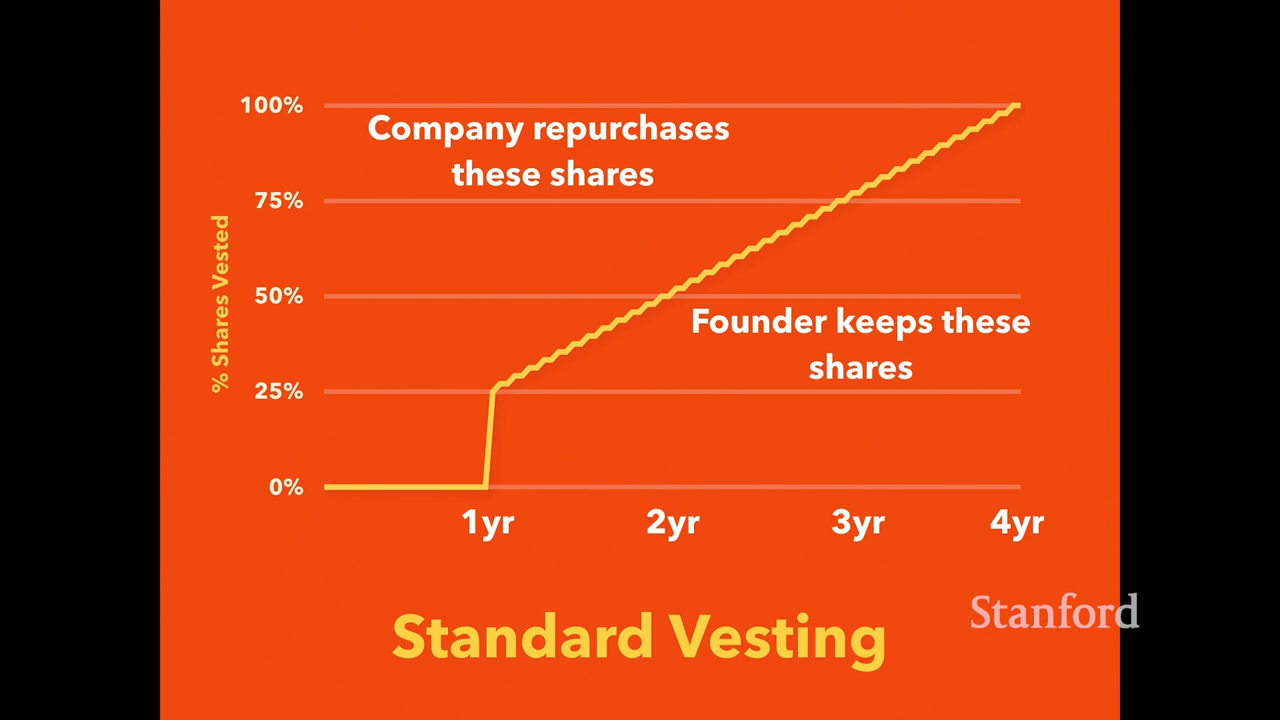 100%
Company repurchases
these shares
75%
% Shares Vested
50%
Founder keeps these
shares
25%
0%
1yr 2yr 3yr 4yr
Stanford
Standard Vesting